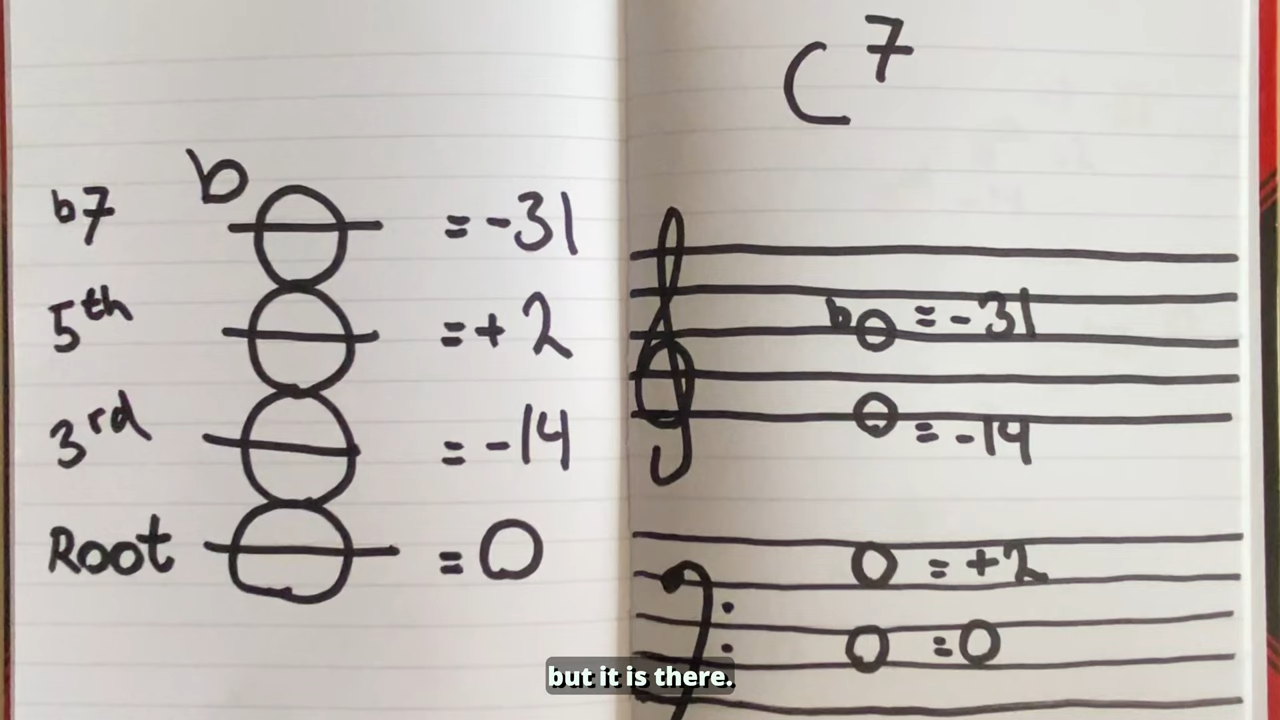 b7 b = -31
5th = + 2
3rd = -14
Root = 0
C7
b = -31
= -14
= +2
= 0
but it is there.